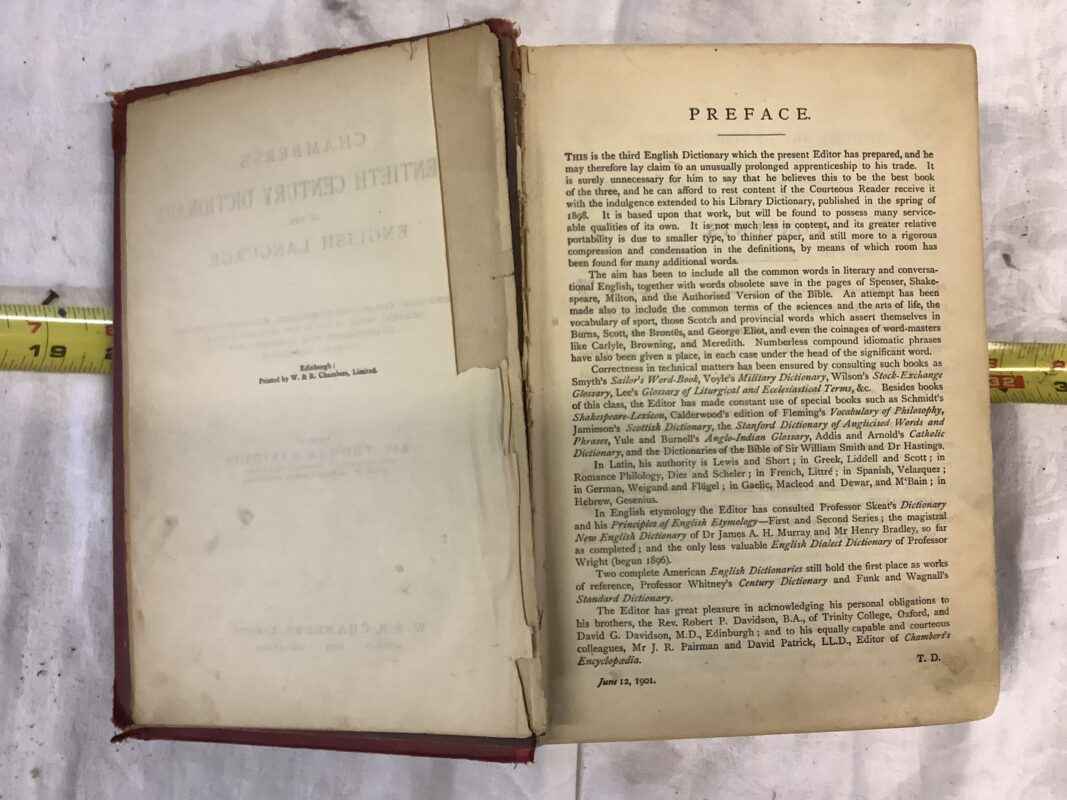 Edinburgh:
Printed by W. & R. Chambers, Limited.
PREFACE.
THIS is the third English Dictionary which the present Editor has prepared, and he
may therefore lay claim to an unusually prolonged apprenticeship to his trade. It
is surely unnecessary for him to say that he believes this to be the best book
of the three, and he can afford to rest content if the Courteous Reader receive it
with the indulgence extended to his Library Dictionary, published in the spring of
1898. It is based upon that work, but will be found to possess many service-
able qualities of its own. It is not much less in content, and its greater relative
portability is due to smaller type, to thinner paper, and still more to a rigorous
compression and condensation in the definitions, by means of which room has
been found for many additional words.
The aim has been to include all the common words in literary and conversa-
tional English, together with words obsolete save in the pages of Spenser, Shake-
speare, Milton, and the Authorised Version of the Bible. An attempt has been
made also to include the common terms of the sciences and the arts of life, the
vocabulary of sport, those Scotch and provincial words which assert themselves in
Burns, Scott, the Brontës, and George Eliot, and even the coinages of word-masters
like Carlyle, Browning, and Meredith. Numberless compound idiomatic phrases
have also been given a place, in each case under the head of the significant word.
Correctness in technical matters has been ensured by consulting such books as
Smyth's Sailor's Word-Book, Voyle's Military Dictionary, Wilson's Stock-Exchange
Glossary, Lee's Glossary of Liturgical and Ecclesiastical Terms, &c. Besides books
of this class, the Editor has made constant use of special books such as Schmidt's
Shakespeare-Lexicon, Calderwood's edition of Fleming's Vocabulary of Philosophy,
Jamieson's Scottish Dictionary, the Stanford Dictionary of Anglicised Words and
Phrases, Yule and Burnell's Anglo-Indian Glossary, Addis and Arnold's Catholic
Dictionary, and the Dictionaries of the Bible of Sir William Smith and Dr Hastings.
In Latin, his authority is Lewis and Short; in Greek, Liddell and Scott; in
Romance Philology, Diez and Scheler; in French, Littré; in Spanish, Velazquez;
in German, Weigand and Flügel; in Gaelic, Macleod and Dewar, and M'Bain; in
Hebrew, Gesenius.
In English etymology the Editor has consulted Professor Skeat's Dictionary
and his Principles of English Etymology—First and Second Series; the magistral
New English Dictionary of Dr James A. H. Murray and Mr Henry Bradley, so far
as completed; and the only less valuable English Dialect Dictionary of Professor
Wright (begun 1896).
Two complete American English Dictionaries still hold the first place as works
of reference, Professor Whitney's Century Dictionary and Funk and Wagnall's
Standard Dictionary.
The Editor has great pleasure in acknowledging his personal obligations to
his brothers, the Rev. Robert P. Davidson, B.A., of Trinity College, Oxford, and
David G. Davidson, M.D., Edinburgh; and to his equally capable and courteous
colleagues, Mr J. R. Pairman and David Patrick, LL.D., Editor of Chambers's
Encyclopædia.
T. D.
June 12, 1901.
7
19
32